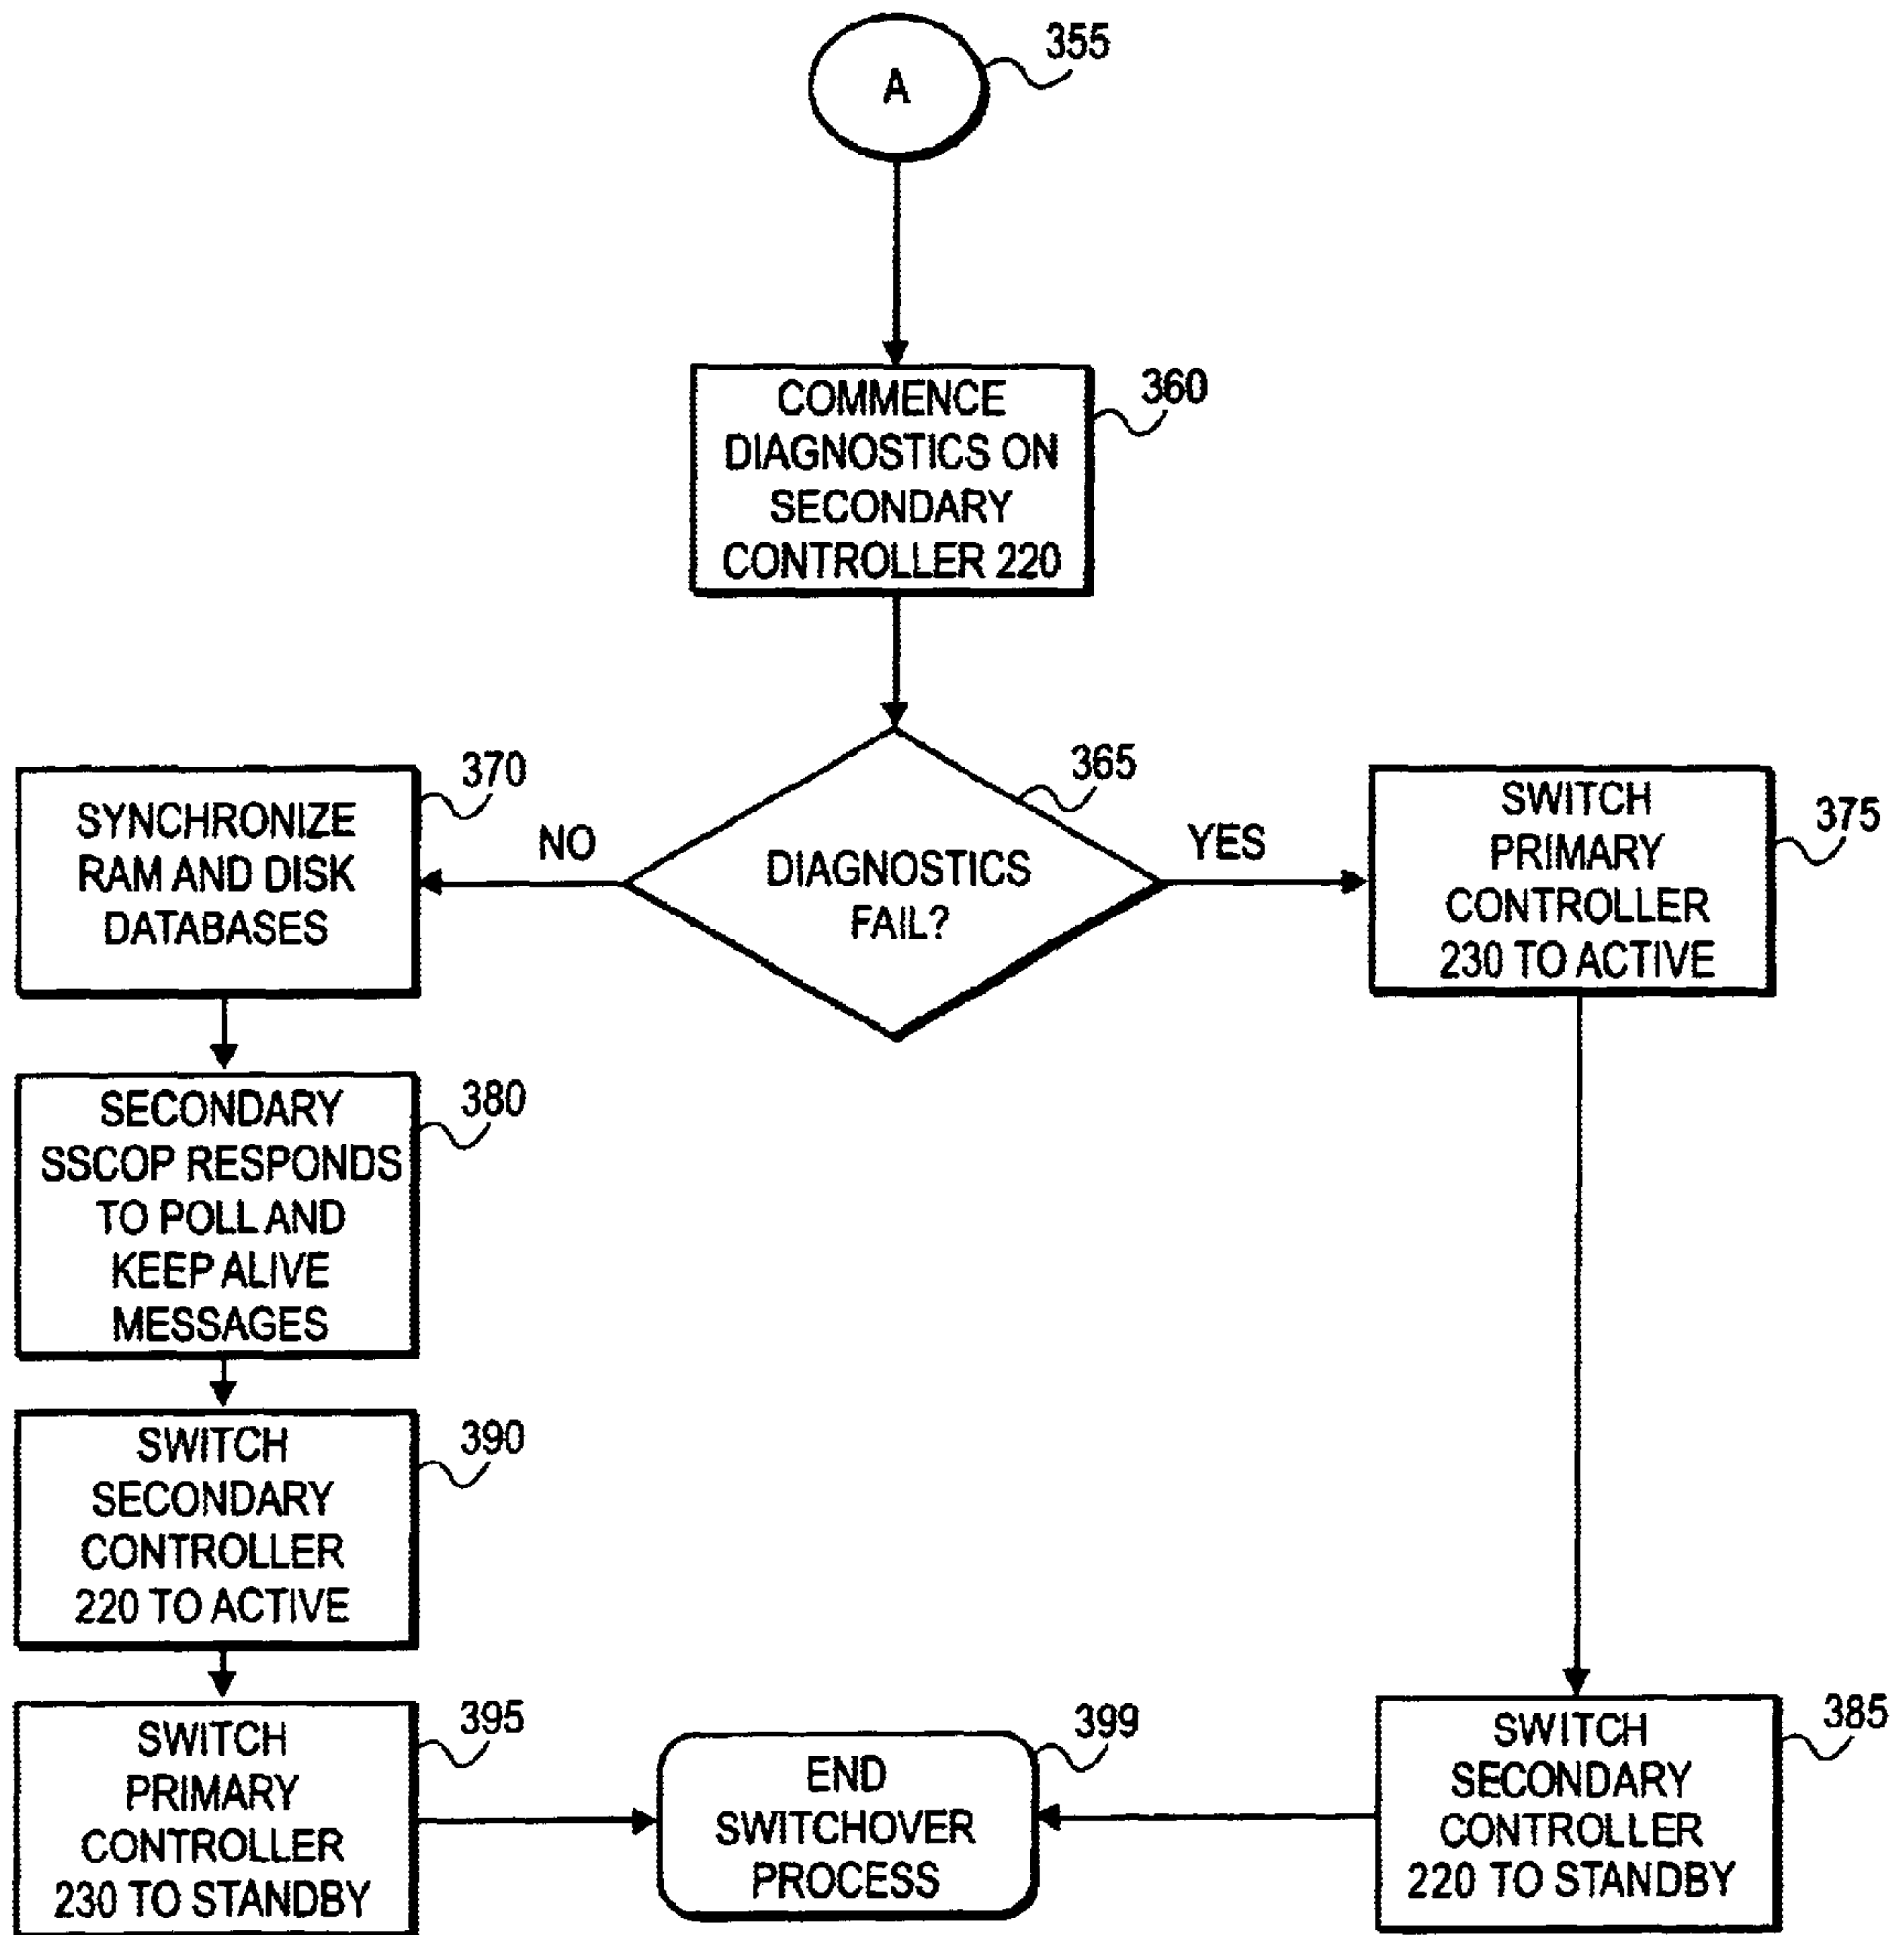 A
355
COMMENCE
DIAGNOSTICS ON
SECONDARY
CONTROLLER 220
360
DIAGNOSTICS
FAIL?
365
NO
YES
SYNCHRONIZE
RAM AND DISK
DATABASES
370
SWITCH
PRIMARY
CONTROLLER
230 TO ACTIVE
375
SECONDARY
SSCOP RESPONDS
TO POLL AND
KEEP ALIVE
MESSAGES
380
SWITCH
SECONDARY
CONTROLLER
220 TO ACTIVE
390
SWITCH
PRIMARY
CONTROLLER
230 TO STANDBY
395
END
SWITCHOVER
PROCESS
399
SWITCH
SECONDARY
CONTROLLER
220 TO STANDBY
385